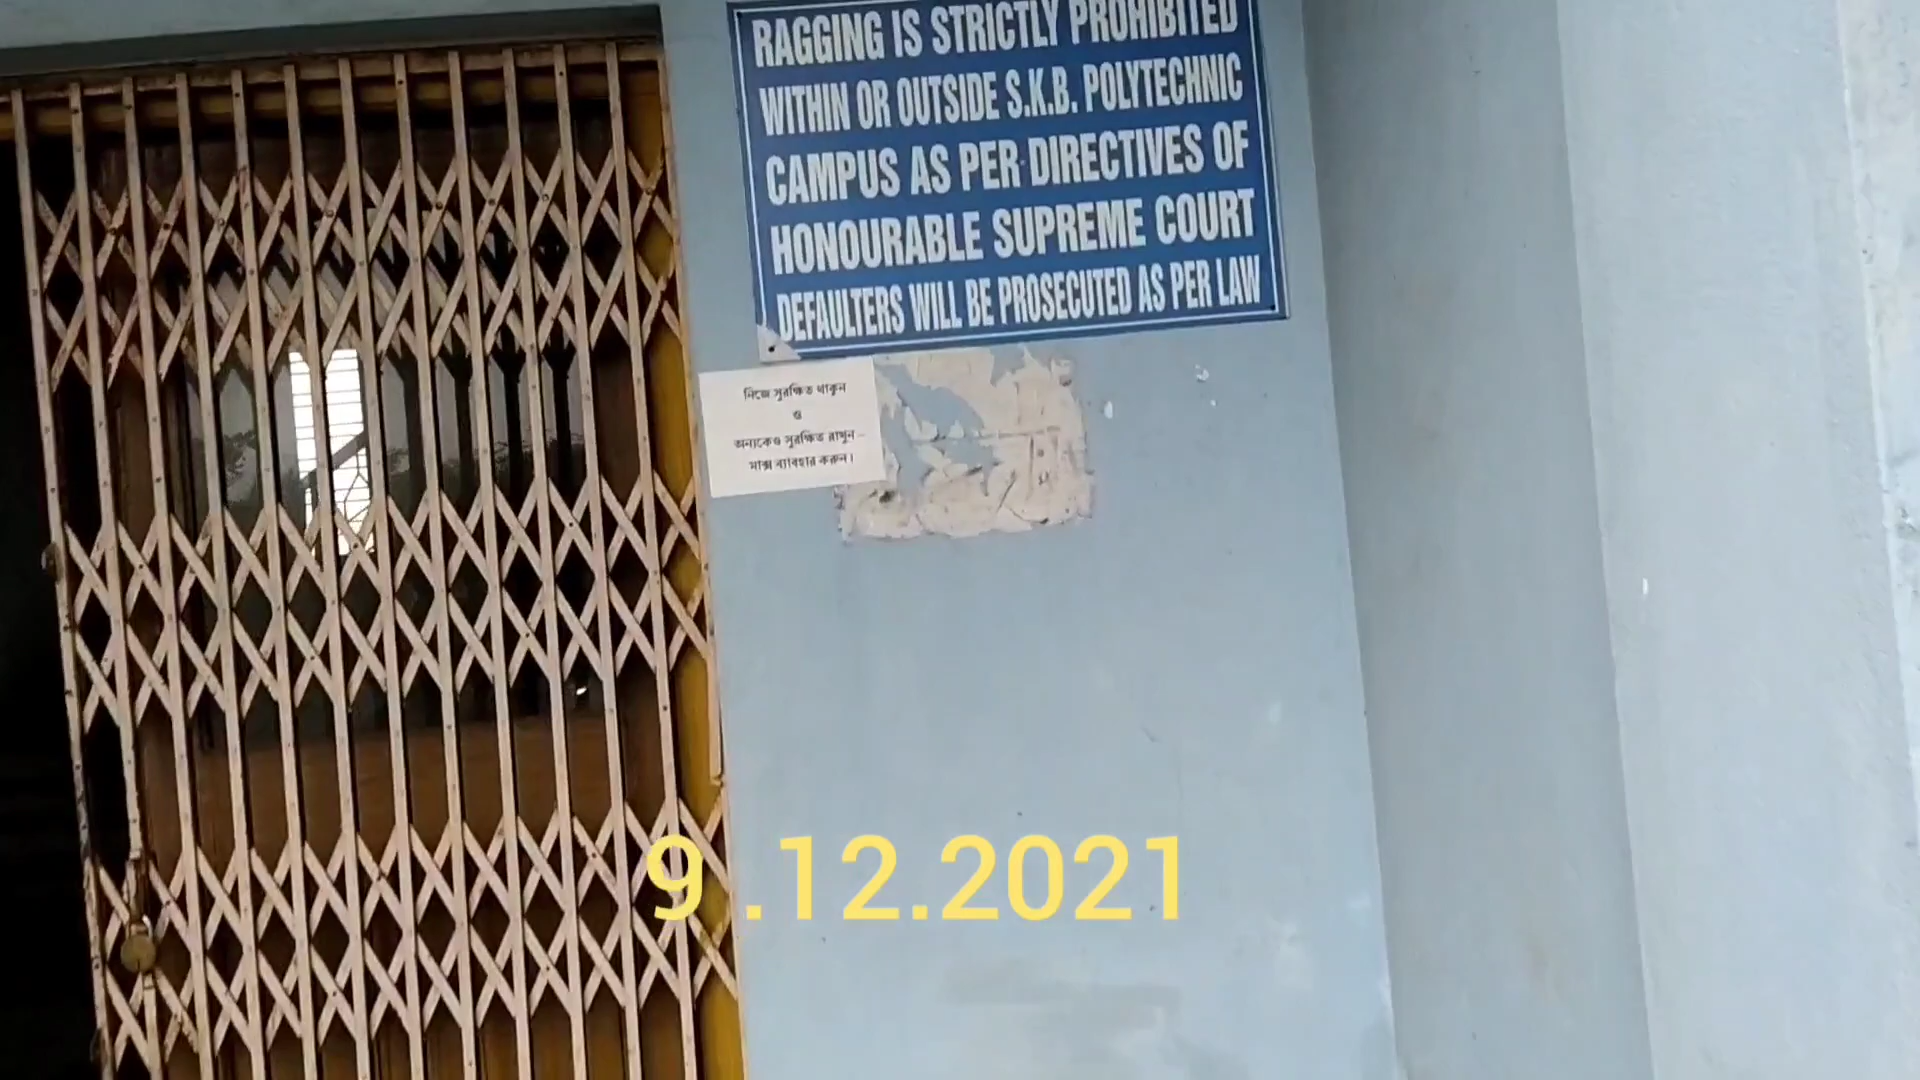 RAGGING IS STRICTLY PROHIBITED
WITHIN OR OUTSIDE S.K.B. POLYTECHNIC
CAMPUS AS PER DIRECTIVES OF
HONOURABLE SUPREME COURT
DEFAULTERS WILL BE PROSECUTED AS PER LAW
নিজে সুরক্ষিত থাকুন
ও
অন্যকেও সুরক্ষিত রাখুন –
মাক্স ব্যাবহার করুন।
9 .12.2021